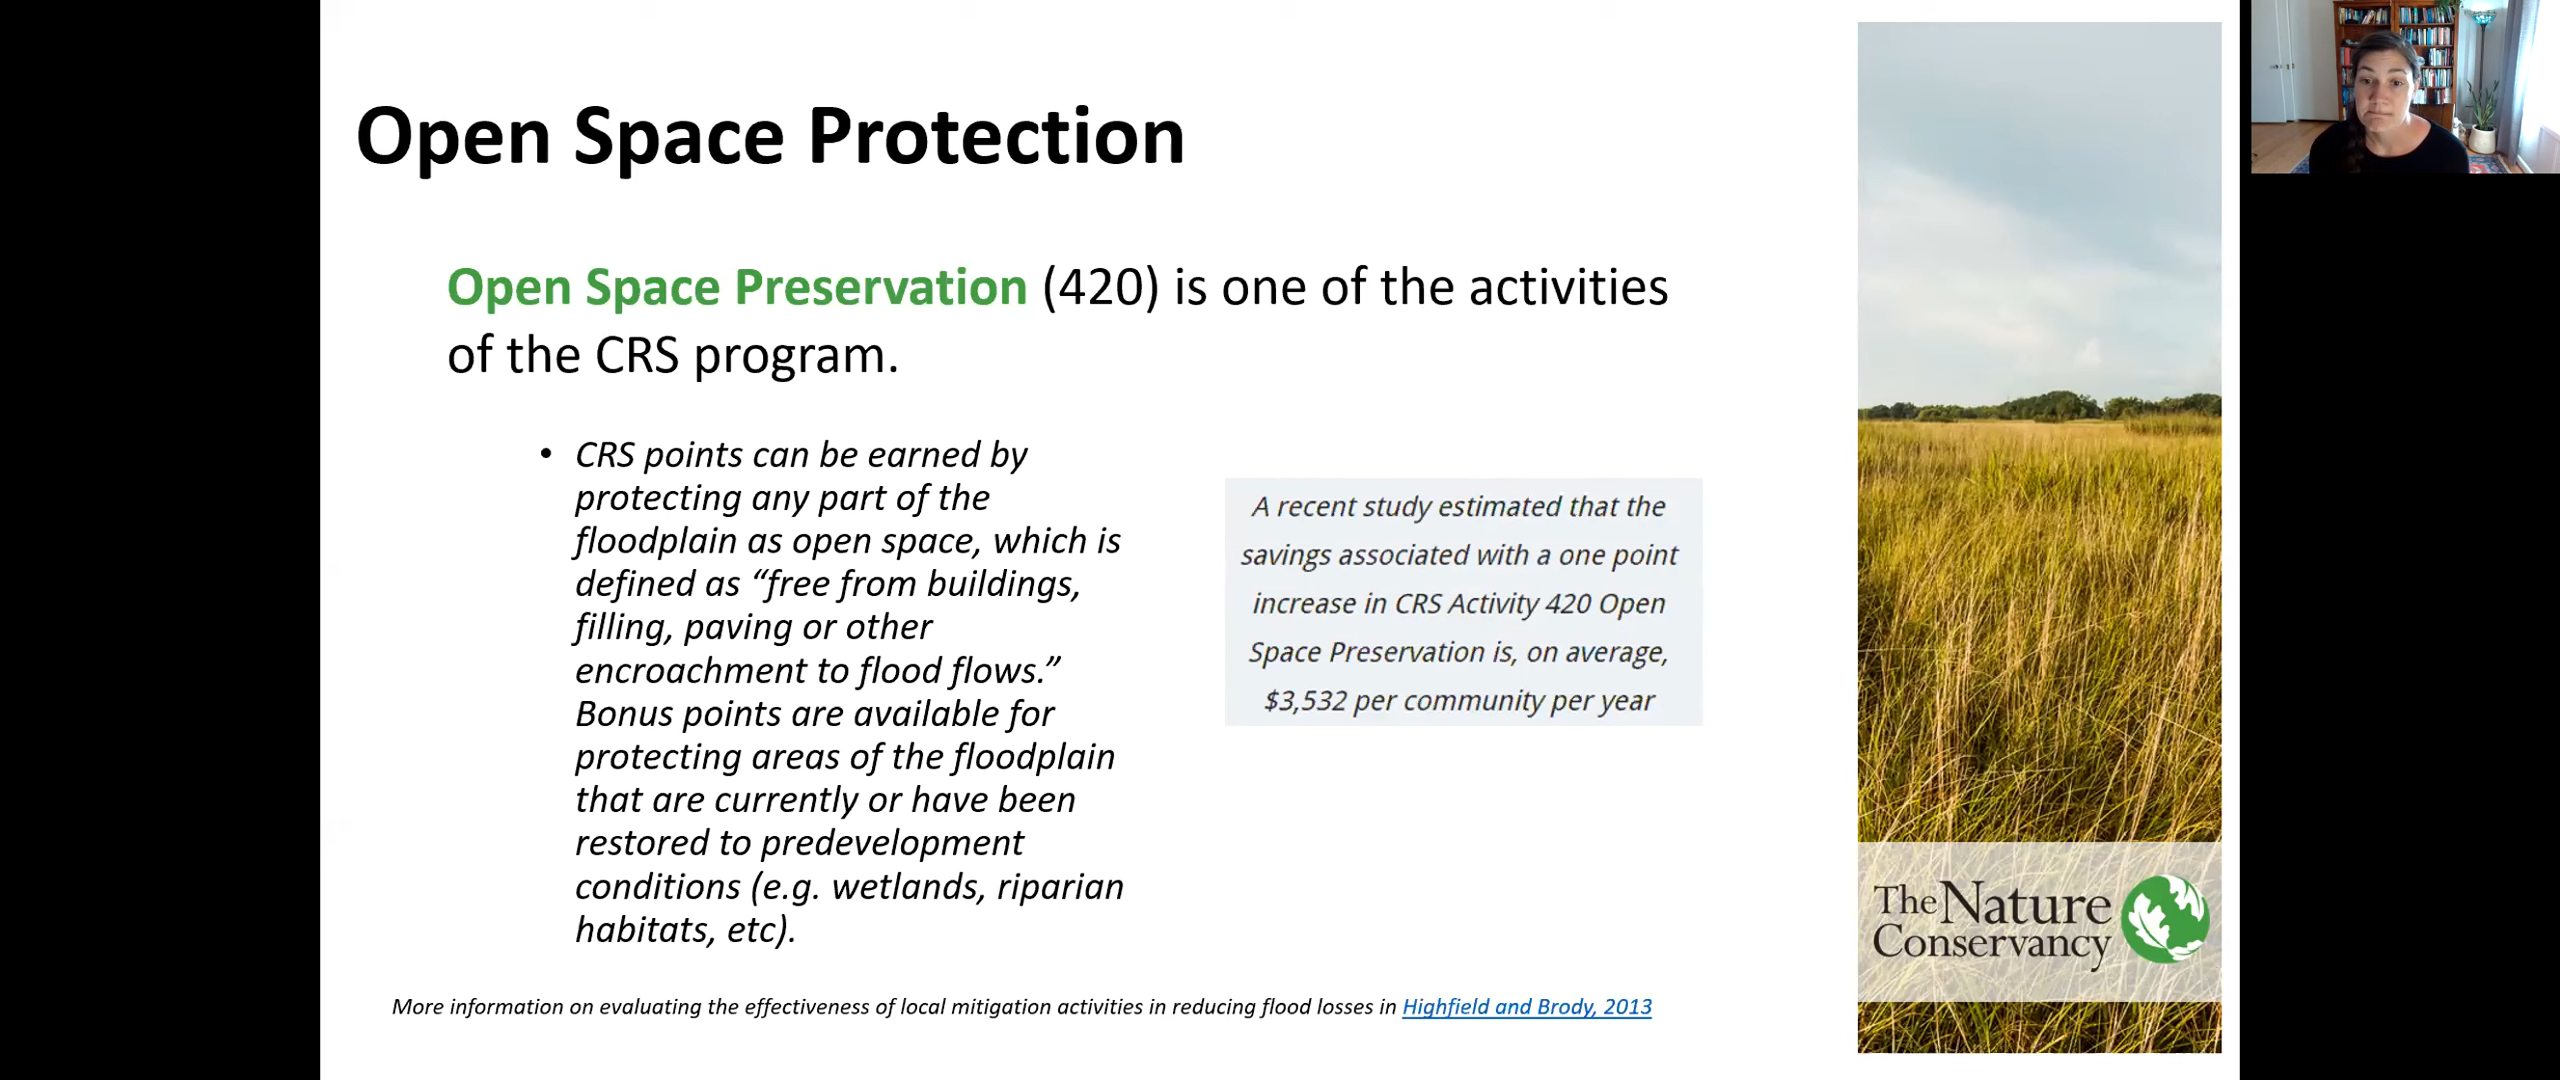 Open Space Protection
Open Space Preservation (420) is one of the activities
of the CRS program.
• CRS points can be earned by
protecting any part of the
floodplain as open space, which is
defined as “free from buildings,
filling, paving or other
encroachment to flood flows.”
Bonus points are available for
protecting areas of the floodplain
that are currently or have been
restored to predevelopment
conditions (e.g. wetlands, riparian
habitats, etc).
A recent study estimated that the
savings associated with a one point
increase in CRS Activity 420 Open
Space Preservation is, on average,
$3,532 per community per year
More information on evaluating the effectiveness of local mitigation activities in reducing flood losses in Highfield and Brody, 2013
The Nature
Conservancy